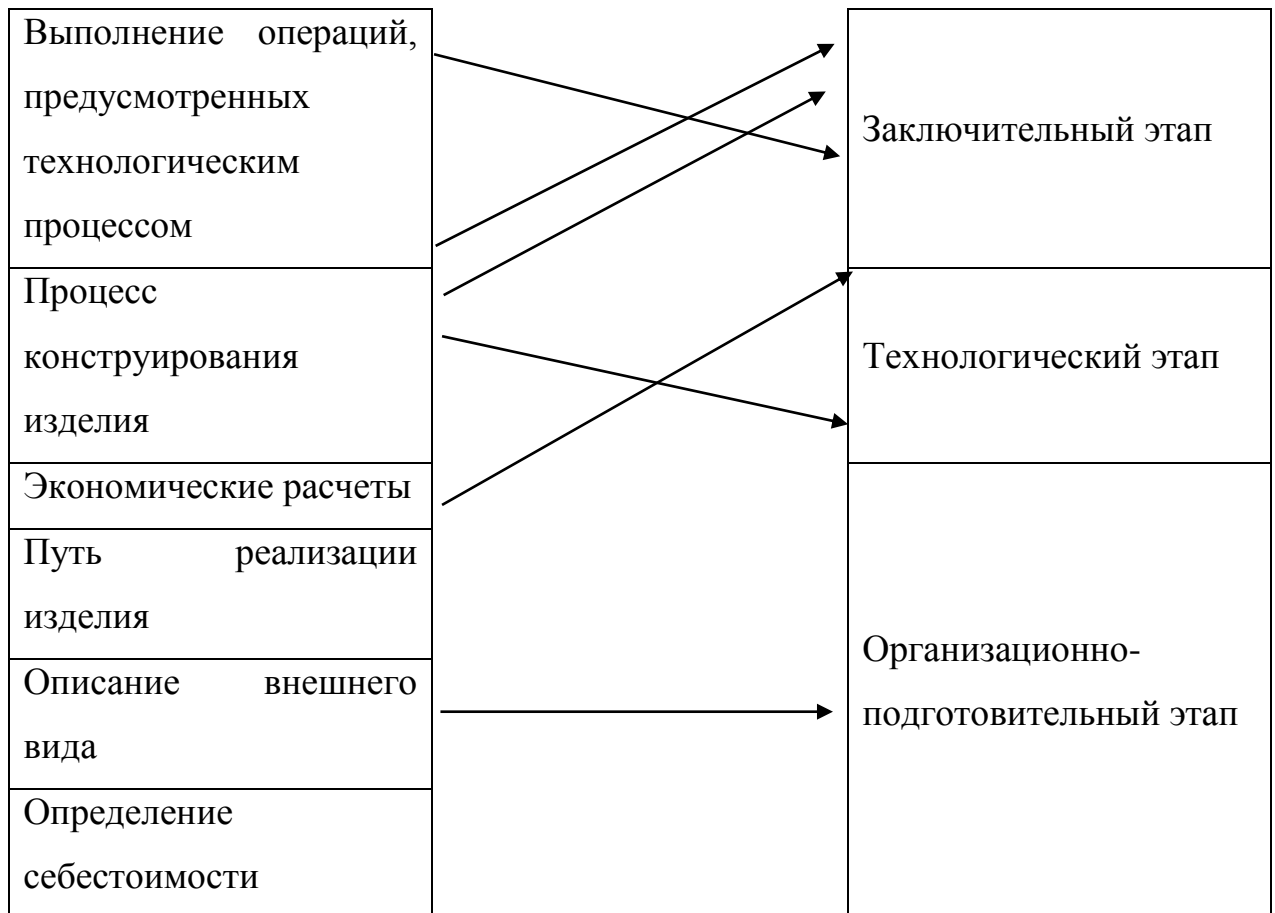 Выполнение операций,
предусмотренных
технологическим
процессом
Процесс
конструирования
изделия
Экономические расчеты
Путь реализации
изделия
Описание внешнего
вида
Определение
себестоимости
Заключительный этап
Технологический этап
Организационно-
подготовительный этап